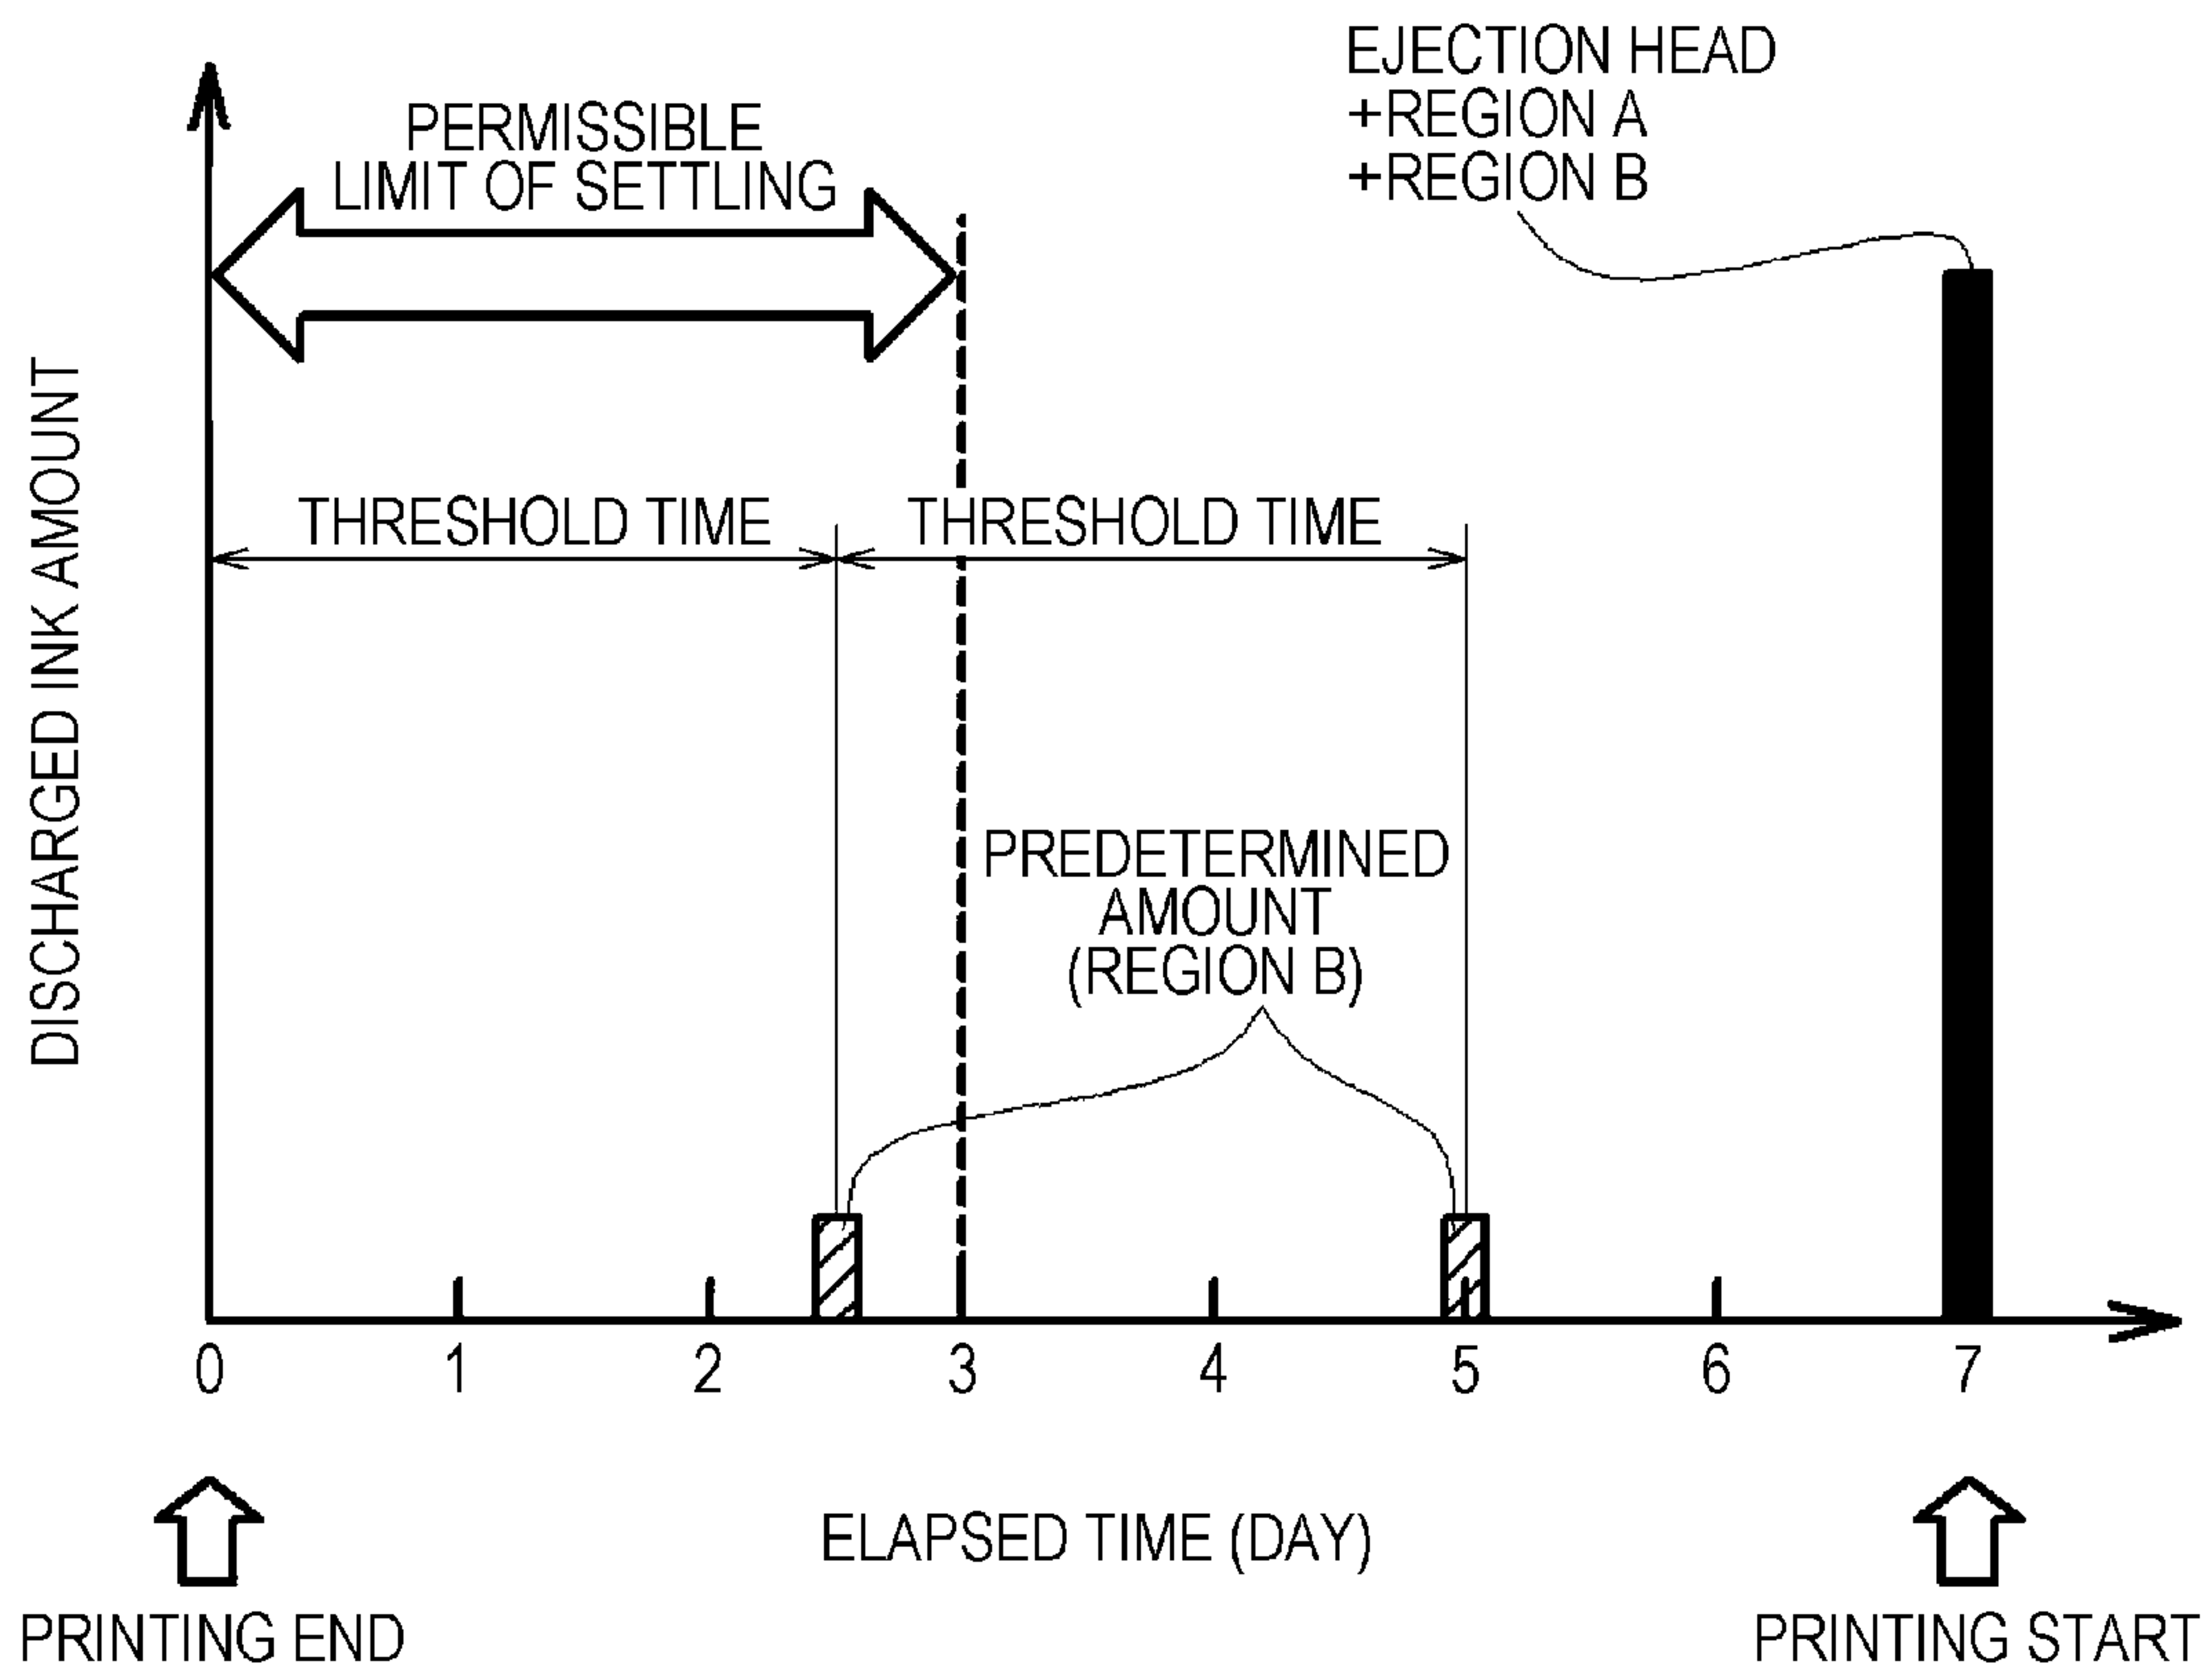 EJECTION HEAD
+REGION A
+REGION B
PERMISSIBLE
LIMIT OF SETTLING
THRESHOLD TIME
THRESHOLD TIME
DISCHARGED INK AMOUNT
PREDETERMINED
AMOUNT
(REGION B)
0 1 2 3 4 5 6 7
ELAPSED TIME (DAY)
PRINTING END
PRINTING START